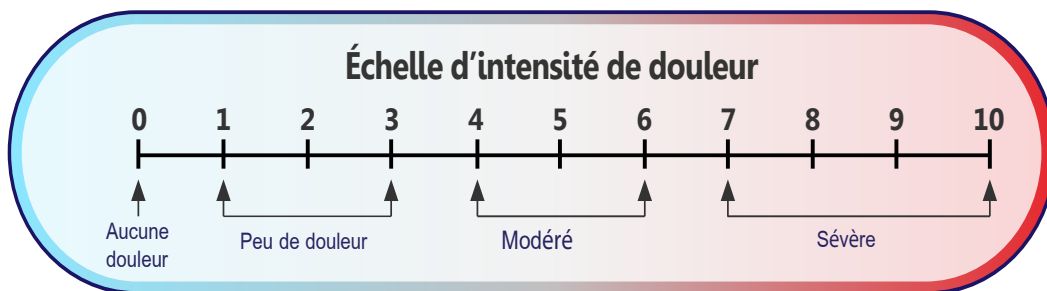 Échelle d'intensité de douleur
0 1 2 3 4 5 6 7 8 9 10
Aucune
douleur
Peu de douleur
Modéré
Sévère